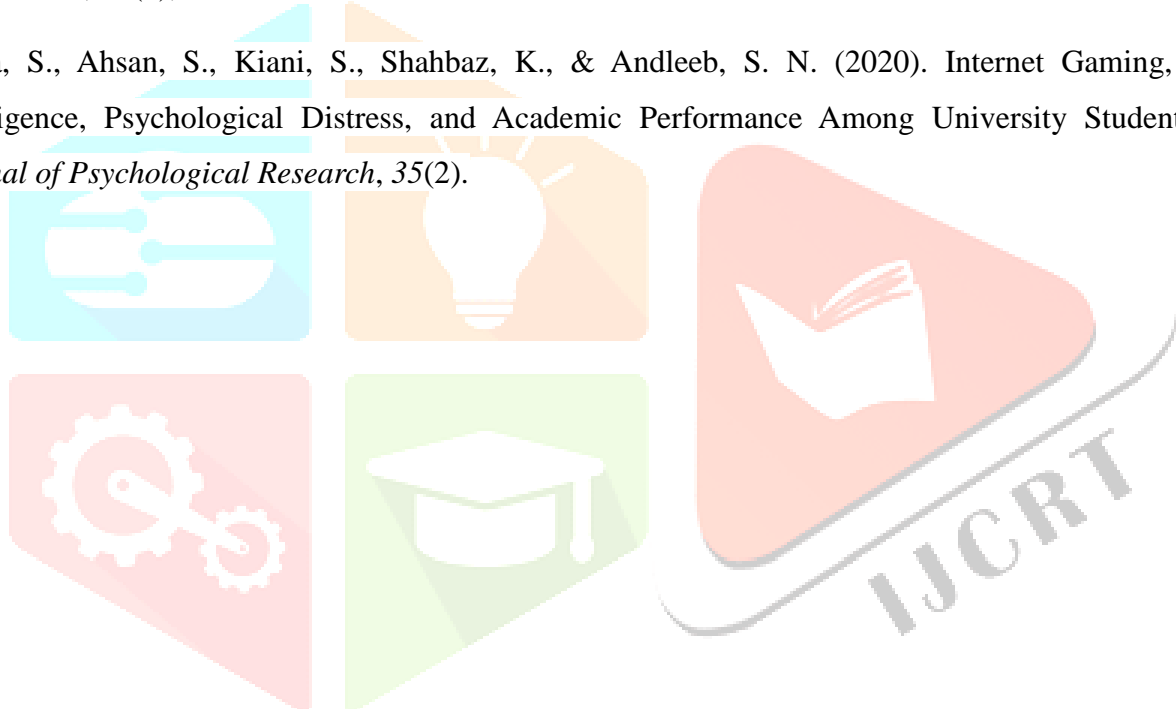 S., Ahsan, S., Kiani, S., Shahbaz, K., & Andleeb, S. N. (2020). Internet Gaming,
igence, Psychological Distress, and Academic Performance Among University Student
nal of Psychological Research, 35(2).
IJCRT